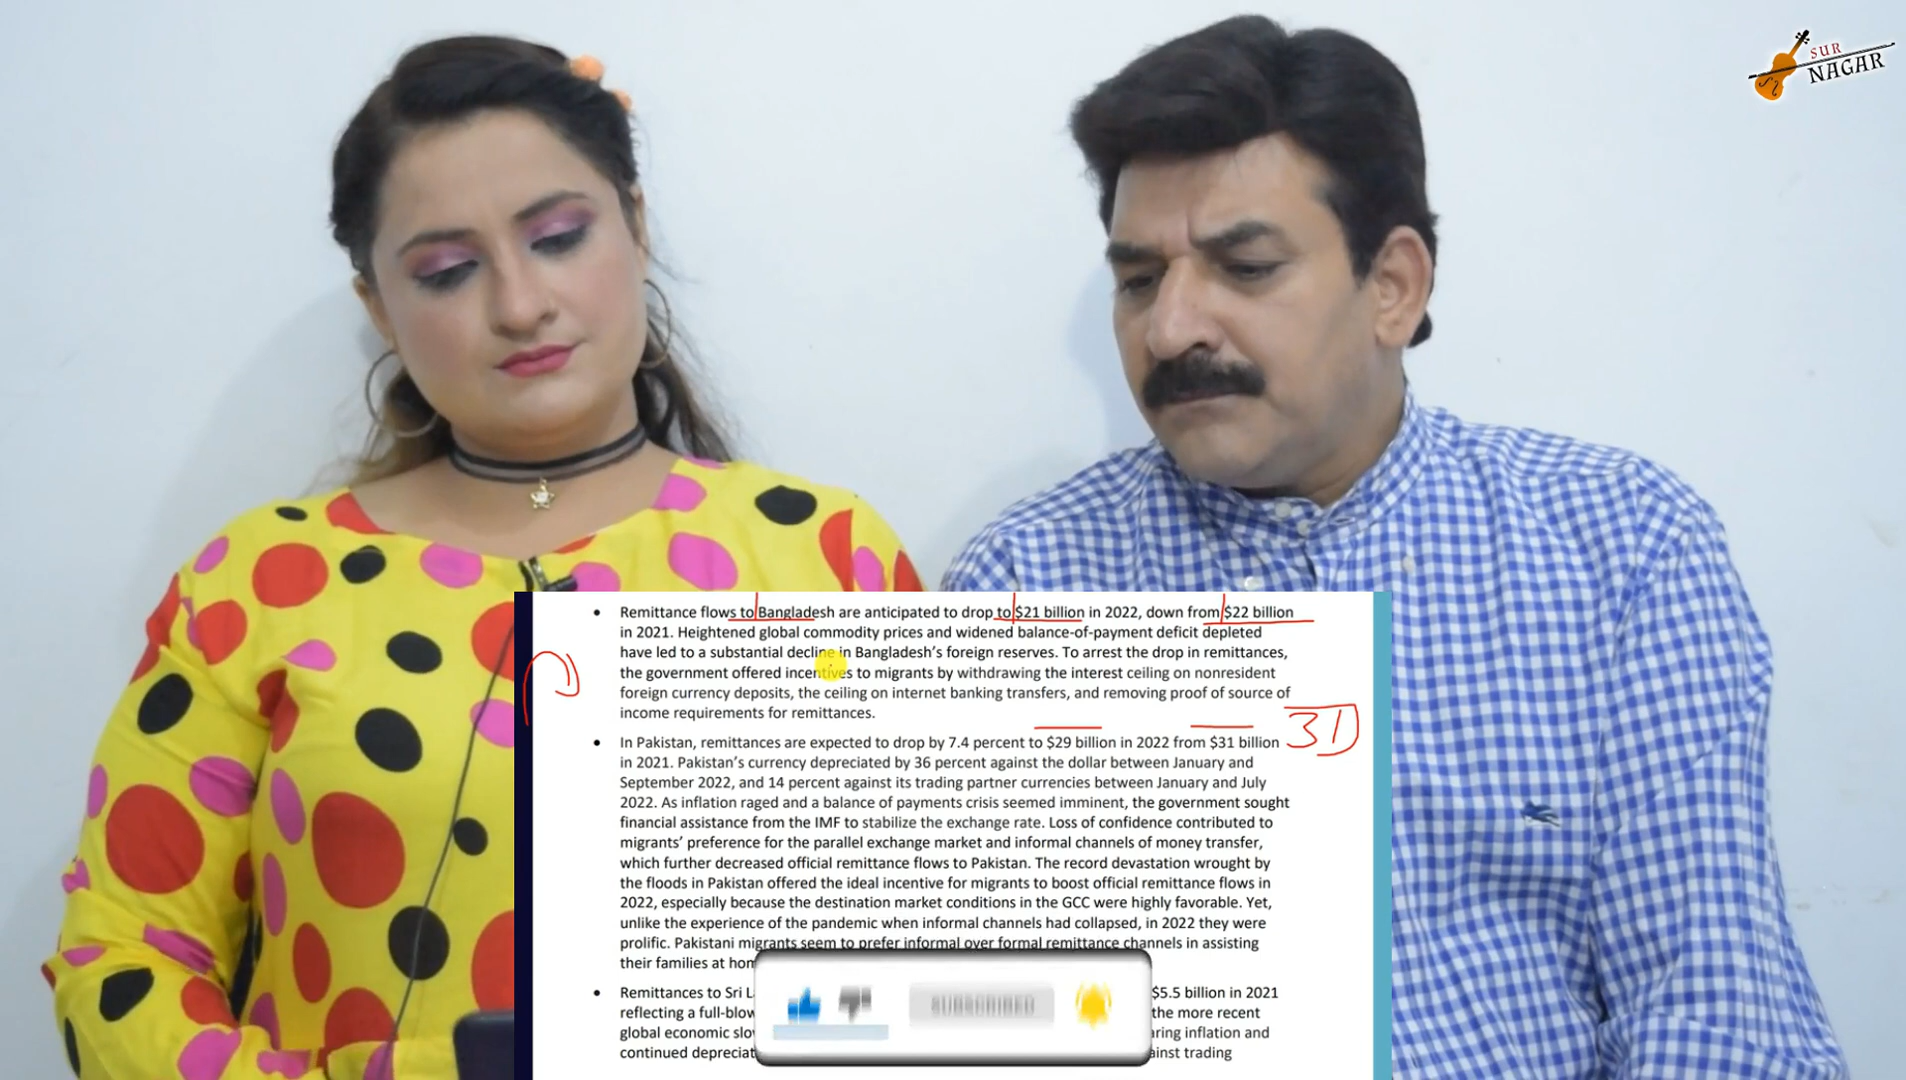 SUR
NAGAR
• Remittance flows to Bangladesh are anticipated to drop to $21 billion in 2022, down from $22 billion
in 2021. Heightened global commodity prices and widened balance-of-payment deficit depleted
have led to a substantial decline in Bangladesh’s foreign reserves. To arrest the drop in remittances,
the government offered incentives to migrants by withdrawing the interest ceiling on nonresident
foreign currency deposits, the ceiling on internet banking transfers, and removing proof of source of
income requirements for remittances.
31
• In Pakistan, remittances are expected to drop by 7.4 percent to $29 billion in 2022 from $31 billion
in 2021. Pakistan’s currency depreciated by 36 percent against the dollar between January and
September 2022, and 14 percent against its trading partner currencies between January and July
2022. As inflation raged and a balance of payments crisis seemed imminent, the government sought
financial assistance from the IMF to stabilize the exchange rate. Loss of confidence contributed to
migrants’ preference for the parallel exchange market and informal channels of money transfer,
which further decreased official remittance flows to Pakistan. The record devastation wrought by
the floods in Pakistan offered the ideal incentive for migrants to boost official remittance flows in
2022, especially because the destination market conditions in the GCC were highly favorable. Yet,
unlike the experience of the pandemic when informal channels had collapsed, in 2022 they were
prolific. Pakistani migrants seem to prefer informal over formal remittance channels in assisting
their families at hom
• Remittances to Sri L $5.5 billion in 2021
reflecting a full-blow the more recent
global economic slo ring inflation and
continued depreciat ainst trading
SUBSCRIBED